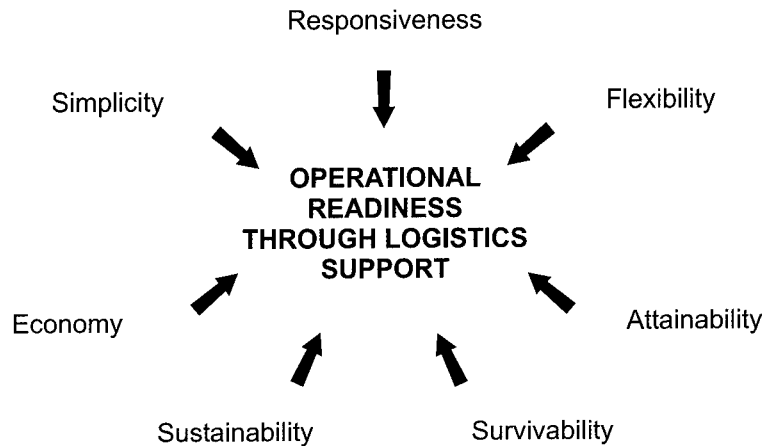 Responsiveness
Simplicity
Flexibility
OPERATIONAL
READINESS
THROUGH LOGISTICS
SUPPORT
Economy
Attainability
Sustainability
Survivability